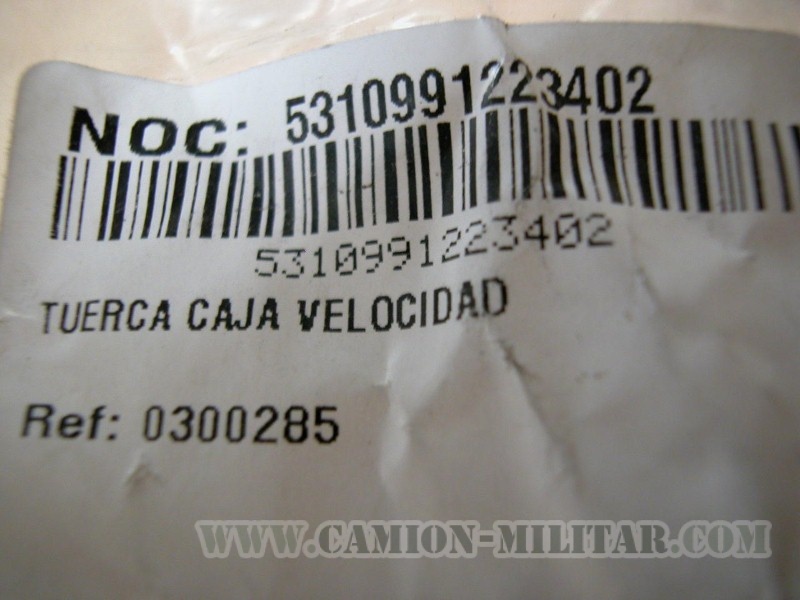 NOC: 5310991223402
5310991223402
TUERCA CAJA VELOCIDAD
Ref: 0300285
WWW.CAMION-MILITAR.COM